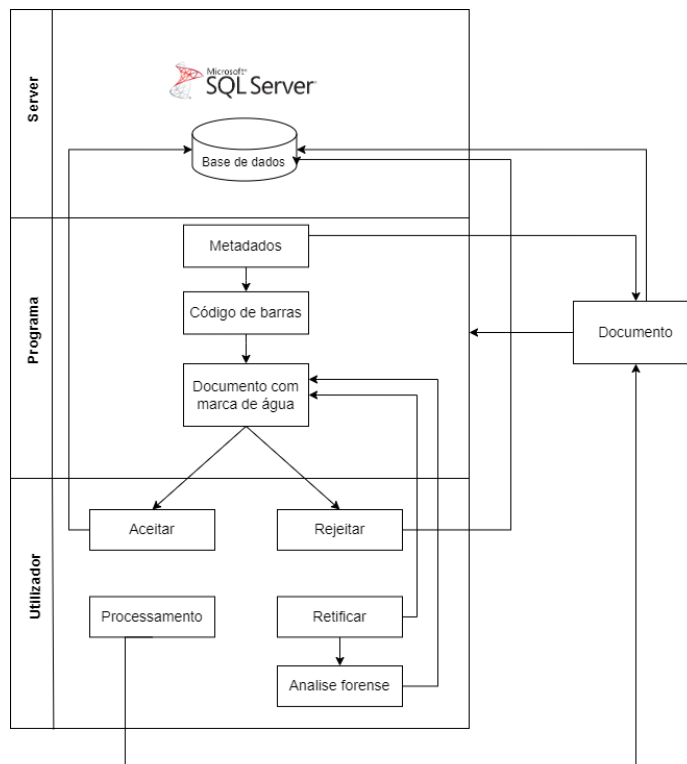 Server
Microsoft
SQL Server
Base de dados
Programa
Metadados
Código de barras
Documento com
marca de água
Documento
Utilizador
Aceitar
Rejeitar
Processamento
Retificar
Analise forense